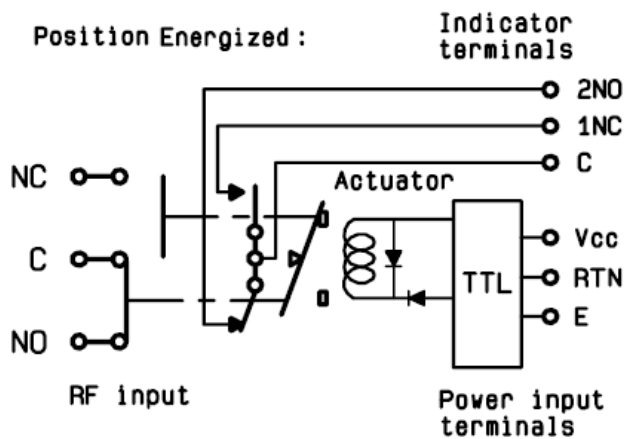 Position Energized :
Indicator
terminals
2NO
1NC
C
NC
Actuator
C
Vcc
TTL
RTN
E
NO
RF input
Power input
terminals